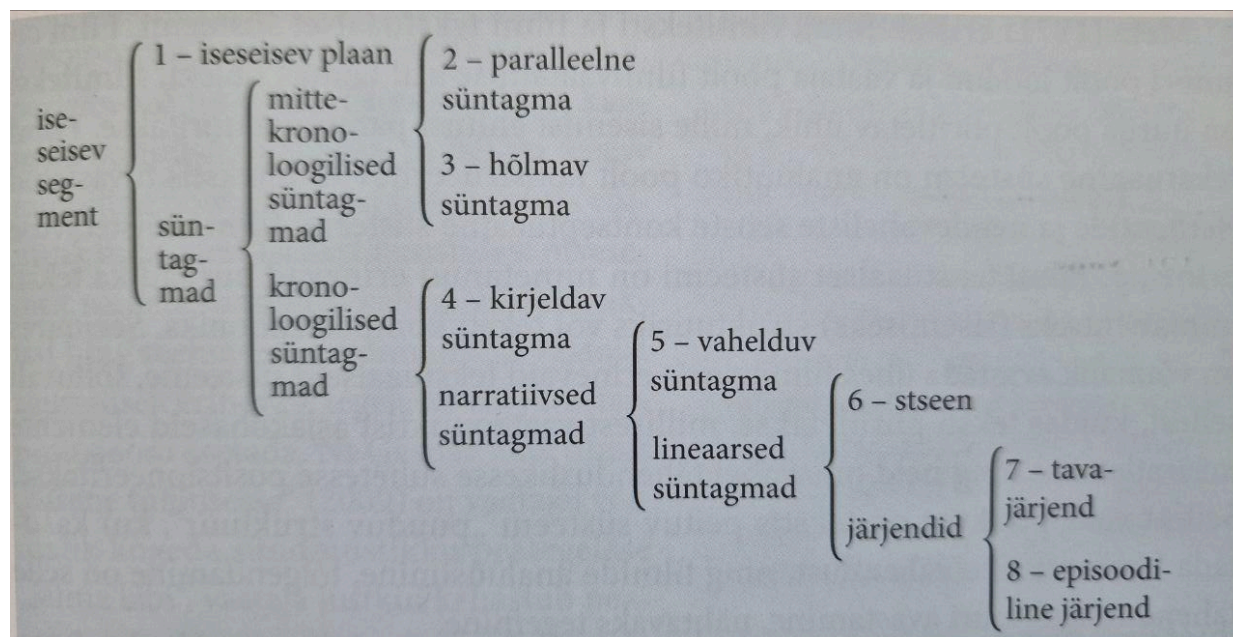 ise-
seisev
seg-
ment
1 – iseseisev plaan
sün-
tag-
mad
mitte-
krono-
loogilised
süntag-
mad
2 – paralleelne
süntagma
3 – hõlmav
süntagma
krono-
loogilised
süntag-
mad
4 – kirjeldav
süntagma
narratiivsed
süntagmad
5 – vahelduv
süntagma
lineaarsed
süntagmad
6 – stseen
järjendid
7 – tava-
järjend
8 – episoodi-
line järjend